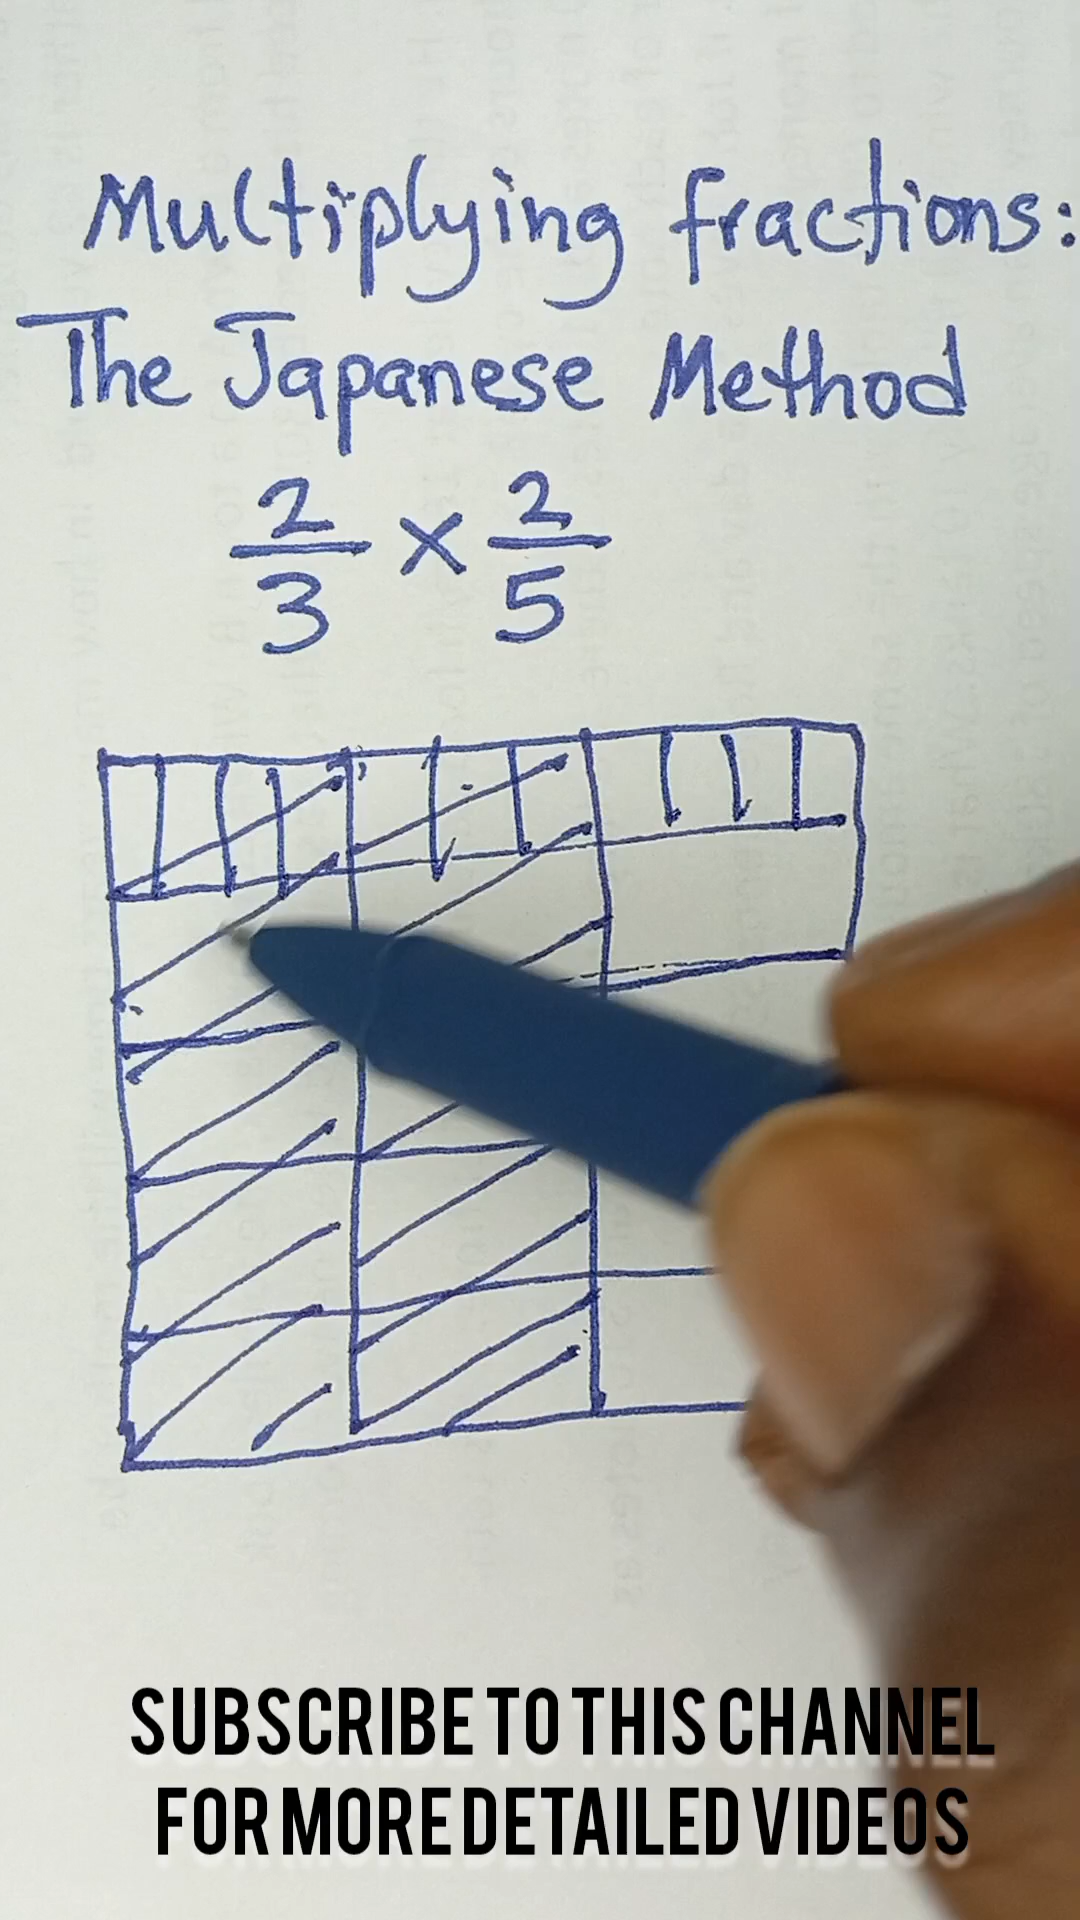 Multiplying fractions:
The Japanese Method
2/3 × 2/5
SUBSCRIBE TO THIS CHANNEL
FOR MORE DETAILED VIDEOS